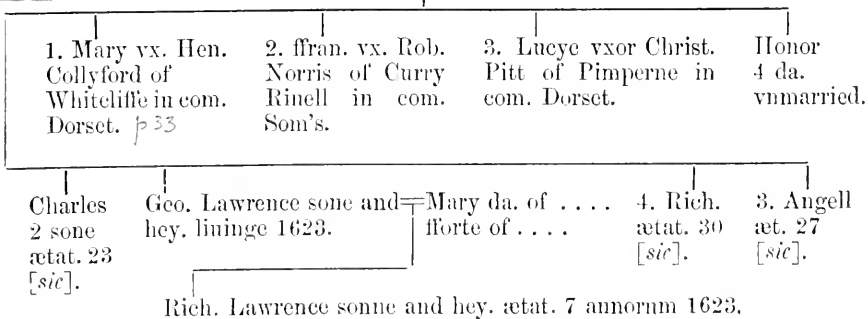 1. Mary vx. Hen.
Collyford of
Whitcliffe in com.
Dorset. p 33
2. ffran. vx. Rob.
Norris of Curry
Rinell in com.
Som's.
3. Lucye vxor Christ.
Pitt of Pimperne in
com. Dorset.
Honor
4 da.
vnmarried.
Charles
2 sone
ætat. 23
[sic].
Geo. Lawrence sone and
hey. liuinge 1623.
Mary da. of . . . .
fforte of . . . .
4. Rich.
ætat. 30
[sic].
3. Angell
æt. 27
[sic].
Rich. Lawrence sonne and hey. ætat. 7 annorum 1623.